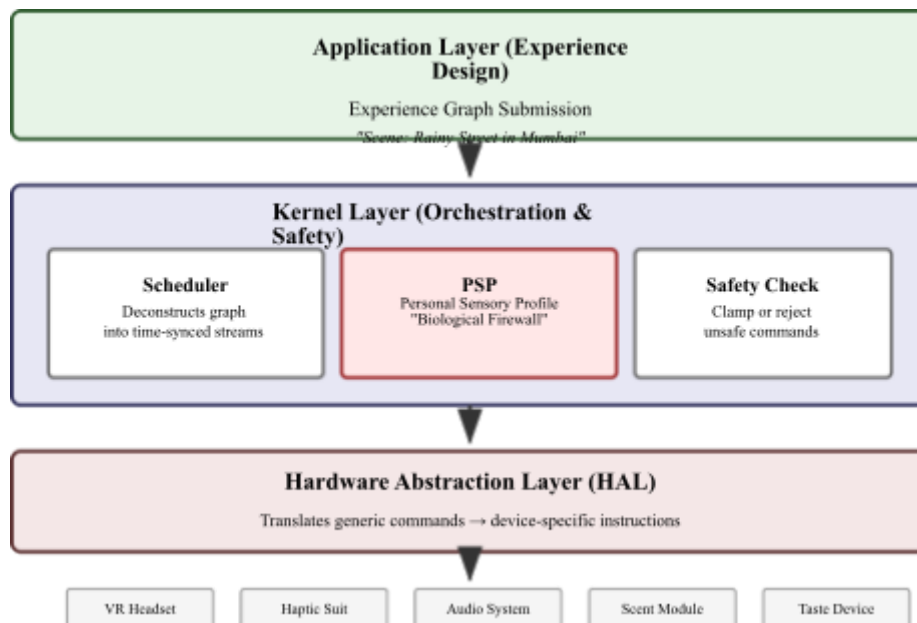 Application Layer (Experience
Design)
Experience Graph Submission
"Scene: Rainy Street in Mumbai"
Kernel Layer (Orchestration &
Safety)
Scheduler
Deconstructs graph
into time-synced streams
PSP
Personal Sensory Profile
"Biological Firewall"
Safety Check
Clamp or reject
unsafe commands
Hardware Abstraction Layer (HAL)
Translates generic commands → device-specific instructions
VR Headset
Haptic Suit
Audio System
Scent Module
Taste Device